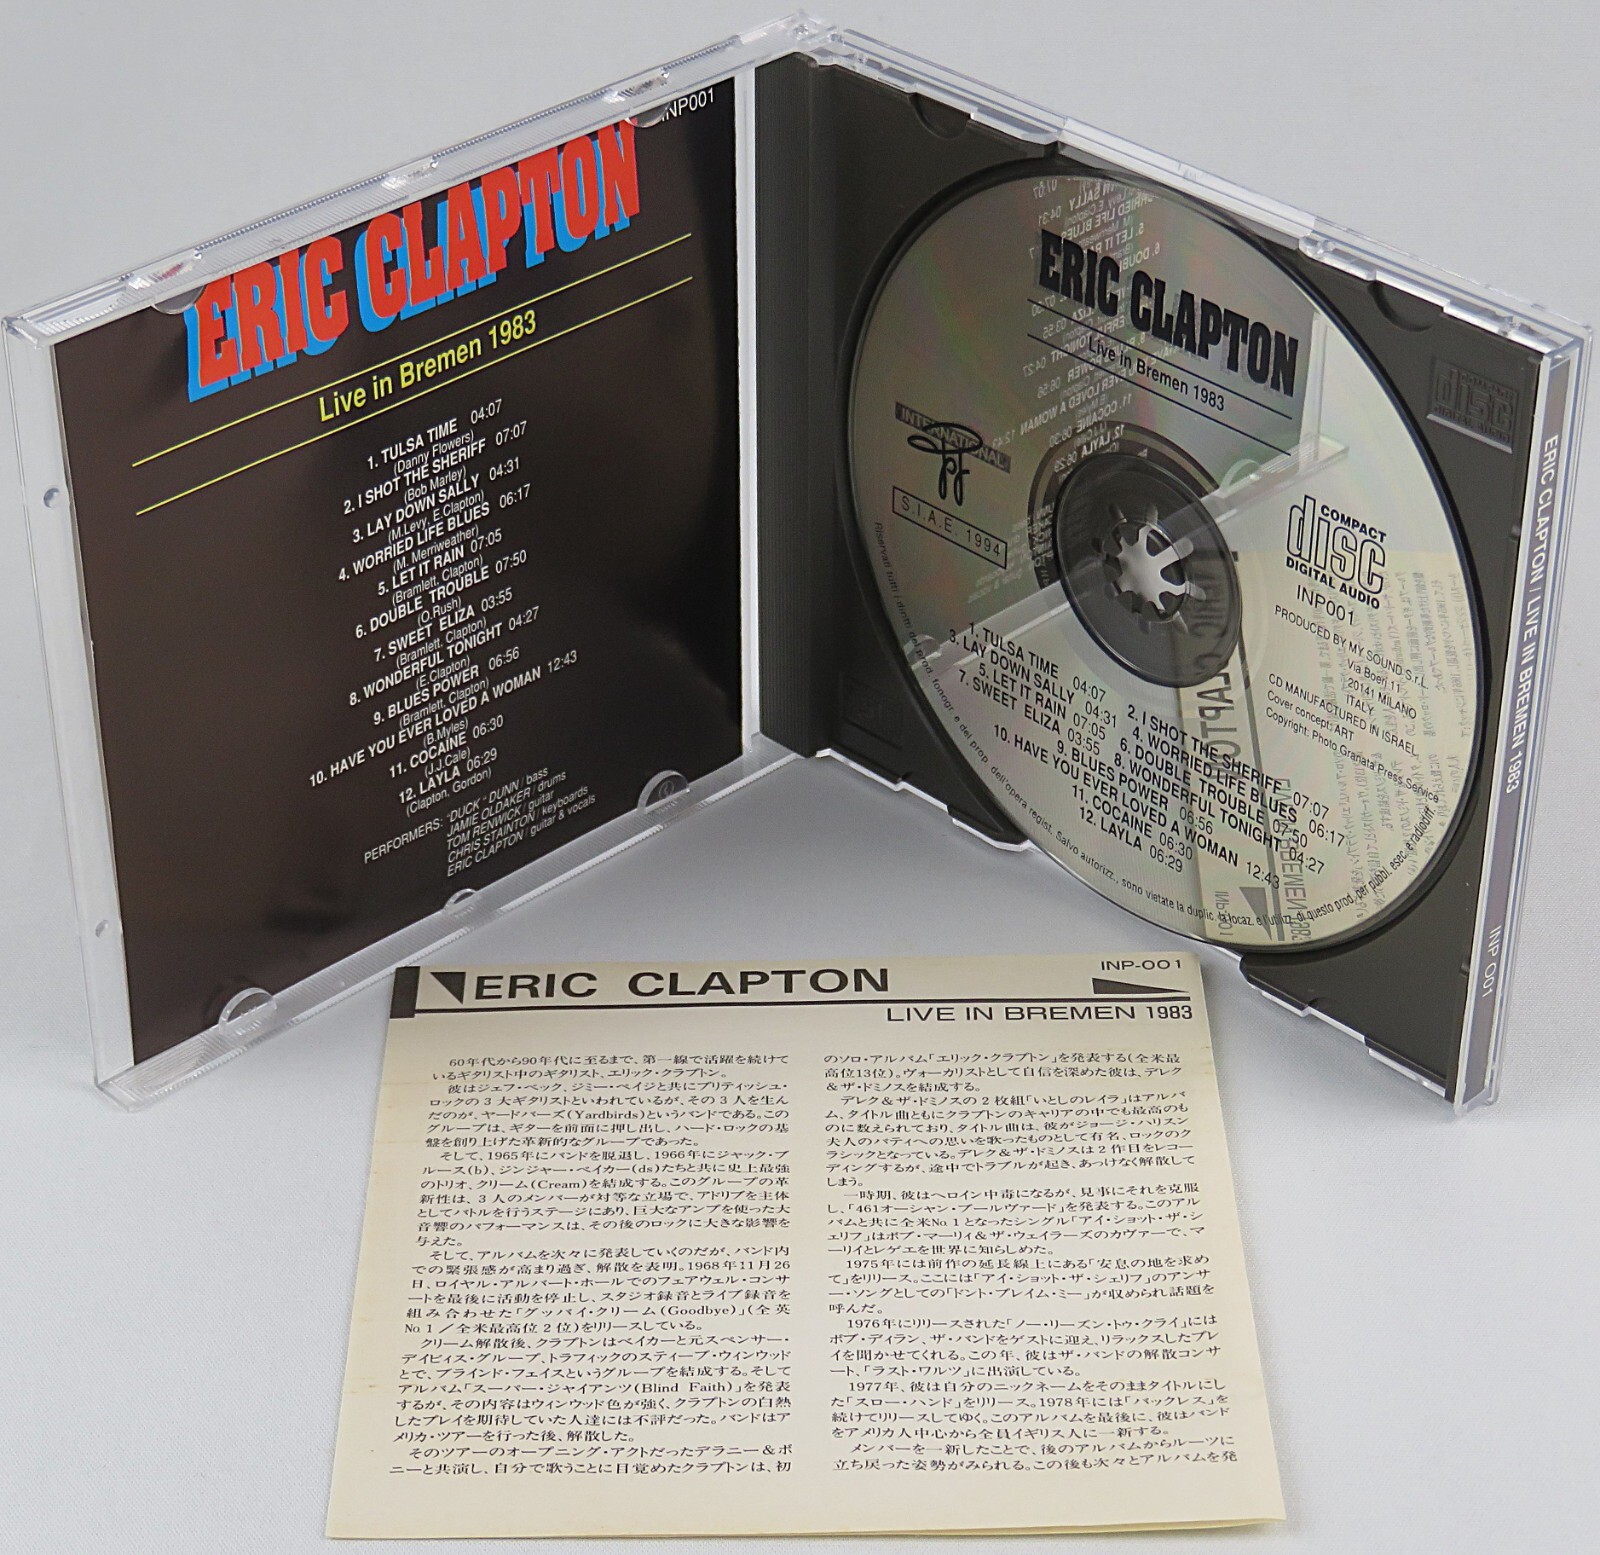 INP001
ERIC CLAPTON
Live in Bremen 1983
1. TULSA TIME 04:07
(Danny Flowers)
2. I SHOT THE SHERIFF 07:07
(Bob Marley)
3. LAY DOWN SALLY 04:31
(M.Levy, E.Clapton)
4. WORRIED LIFE BLUES 06:17
(M. Merriweather)
5. LET IT RAIN 07:05
(Bramlett, Clapton)
6. DOUBLE TROUBLE 07:50
(O.Rush)
7. SWEET ELIZA 03:55
(Bramlett, Clapton)
8. WONDERFUL TONIGHT 04:27
(E.Clapton)
9. BLUES POWER 06:56
(Bramlett, Clapton)
10. HAVE YOU EVER LOVED A WOMAN 12:43
(B.Myles)
11. COCAINE 06:30
(J.J.Cale)
12. LAYLA 06:29
(Clapton, Gordon)
PERFORMERS: "DUCK" DUNN / bass
JAMIE OLDAKER / drums
TOM RENWICK / guitar
CHRIS STAINTON / keyboards
ERIC CLAPTON / guitar & vocals
ERIC CLAPTON
Live in Bremen 1983
INTERNATIONAL
S.I.A.E. 1994
COMPACT
disc
DIGITAL AUDIO
INP001
PRODUCED BY MY SOUND S.r.L.
Via Boeri 11
20141 MILANO
ITALY
CD MANUFACTURED IN ISRAEL
Cover concept: ART
Copyright: Photo Granata Press Service
1. TULSA TIME 04:07 2. I SHOT THE SHERIFF 07:07
3. LAY DOWN SALLY 04:31 4. WORRIED LIFE BLUES 06:17
5. LET IT RAIN 07:05 6. DOUBLE TROUBLE 07:50
7. SWEET ELIZA 03:55 8. WONDERFUL TONIGHT 04:27
9. BLUES POWER 06:56
10. HAVE YOU EVER LOVED A WOMAN 12:43
11. COCAINE 06:30
12. LAYLA 06:29
Riservati tutti i diritti del prod. fonogr. e del prop. dell'opera regist. Salvo autorizz., sono vietate la duplic. la locaz. e l'utilizz. di questo prod. per pubbl. esec. e radiodiff.
COMPACT
disc
DIGITAL AUDIO
ERIC CLAPTON / LIVE IN BREMEN 1983
INP 001
ERIC CLAPTON
INP-001
LIVE IN BREMEN 1983
60年代から90年代に至るまで、第一線で活躍を続けて
いるギタリスト中のギタリスト、エリック・クラプトン。
彼はジェフ・ベック、ジミー・ペイジと共にブリティッシュ・
ロックの3大ギタリストといわれているが、その3人を生ん
だのが、ヤードバーズ(Yardbirds)というバンドである。この
グループは、ギターを前面に押し出し、ハード・ロックの基
盤を創り上げた革新的なグループであった。
そして、1965年にバンドを脱退し、1966年にジャック・ブ
ルース(b)、ジンジャー・ベイカー(ds)たちと共に史上最強
のトリオ、クリーム(Cream)を結成する。このグループの革
新性は、3人のメンバーが対等な立場で、アドリブを主体
としてバトルを行うステージにあり、巨大なアンプを使った大
音響のパフォーマンスは、その後のロックに大きな影響を
与えた。
そして、アルバムを次々に発表していくのだが、バンド内
での緊張感が高まり過ぎ、解散を表明。1968年11月26
日、ロイヤル・アルバート・ホールでのフェアウェル・コンサ
ートを最後に活動を停止し、スタジオ録音とライブ録音を
組み合わせた「グッバイ・クリーム(Goodbye)」(全英
No.1/全米最高位2位)をリリースしている。
クリーム解散後、クラプトンはベイカーと元スペンサー・
デイビィス・グループ、トラフィックのスティーブ・ウィンウッド
とで、ブラインド・フェイスというグループを結成する。そして
アルバム「スーパー・ジャイアンツ(Blind Faith)」を発表
するが、その内容はウィンウッド色が強く、クラプトンの白熱
したプレイを期待していた人達には不評だった。バンドはア
メリカ・ツアーを行った後、解散した。
そのツアーのオープニング・アクトだったデラニー&ボ
ニーと共演し、自分で歌うことに目覚めたクラプトンは、初
のソロ・アルバム「エリック・クラプトン」を発表する(全米最
高位13位)。ヴォーカリストとして自信を深めた彼は、デレク
&ザ・ドミノスを結成する。
デレク&ザ・ドミノスの2枚組「いとしのレイラ」はアルバ
ム、タイトル曲ともにクラプトンのキャリアの中でも最高のも
のに数えられており、タイトル曲は、彼がジョージ・ハリスン
夫人のパティへの思いを歌ったものとして有名、ロックのク
ラシックとなっている。デレク&ザ・ドミノスは2作目をレコー
ディングするが、途中でトラブルが起き、あっけなく解散して
しまう。
一時期、彼はヘロイン中毒になるが、見事にそれを克服
し、「461オーシャン・ブールヴァード」を発表する。このアル
バムと共に全米No.1となったシングル「アイ・ショット・ザ・シ
ェリフ」はボブ・マーリィ&ザ・ウェイラーズのカヴァーで、マ
ーリイとレゲエを世界に知らしめた。
1975年には前作の延長線上にある「安息の地を求め
て」をリリース。ここには「アイ・ショット・ザ・シェリフ」のアンサ
ー・ソングとしての「ドント・ブレイム・ミー」が収められ話題を
呼んだ。
1976年にリリースされた「ノー・リーズン・トゥ・クライ」には
ボブ・ディラン、ザ・バンドをゲストに迎え、リラックスしたプレ
イを聞かせてくれる。この年、彼はザ・バンドの解散コンサ
ート、「ラスト・ワルツ」に出演している。
1977年、彼は自分のニックネームをそのままタイトルにし
た「スロー・ハンド」をリリース。1978年には「バックレス」を
続けてリリースしてゆく。このアルバムを最後に、彼はバンド
をアメリカ人中心から全員イギリス人に一新する。
メンバーを一新したことで、後のアルバムからルーツに
立ち戻った姿勢がみられる。この後も次々とアルバムを発